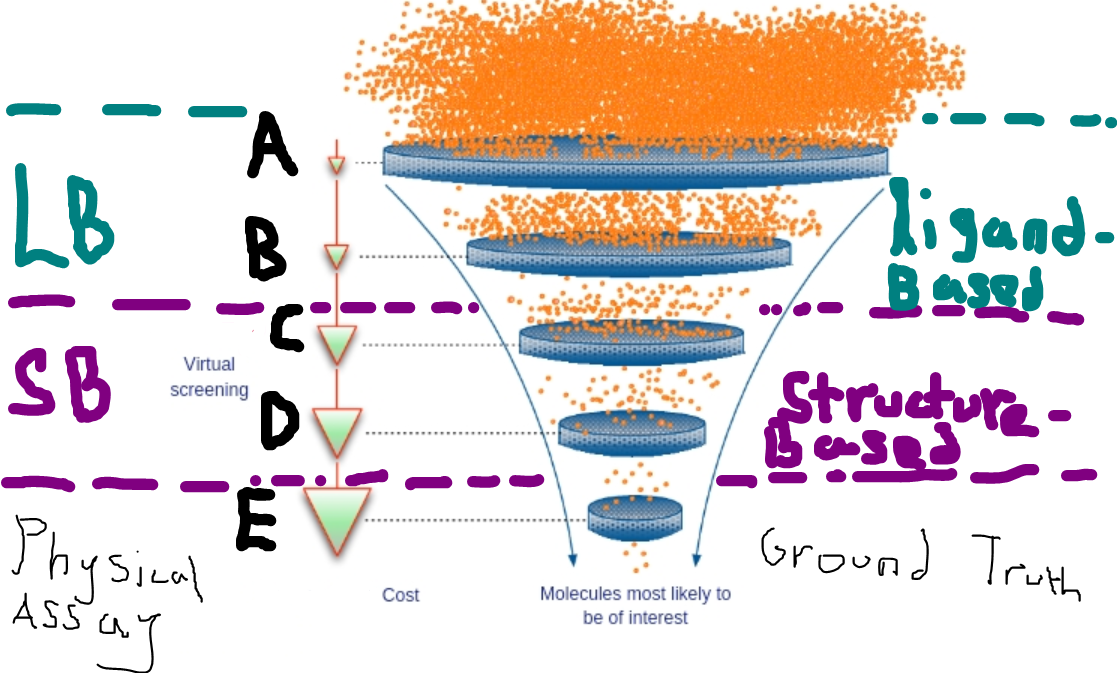 A
LB
B
ligand-
Based
C
Virtual
screening
SB
D
Structure-
Based
E
Physical
Assay
Ground Truth
Cost
Molecules most likely to
be of interest